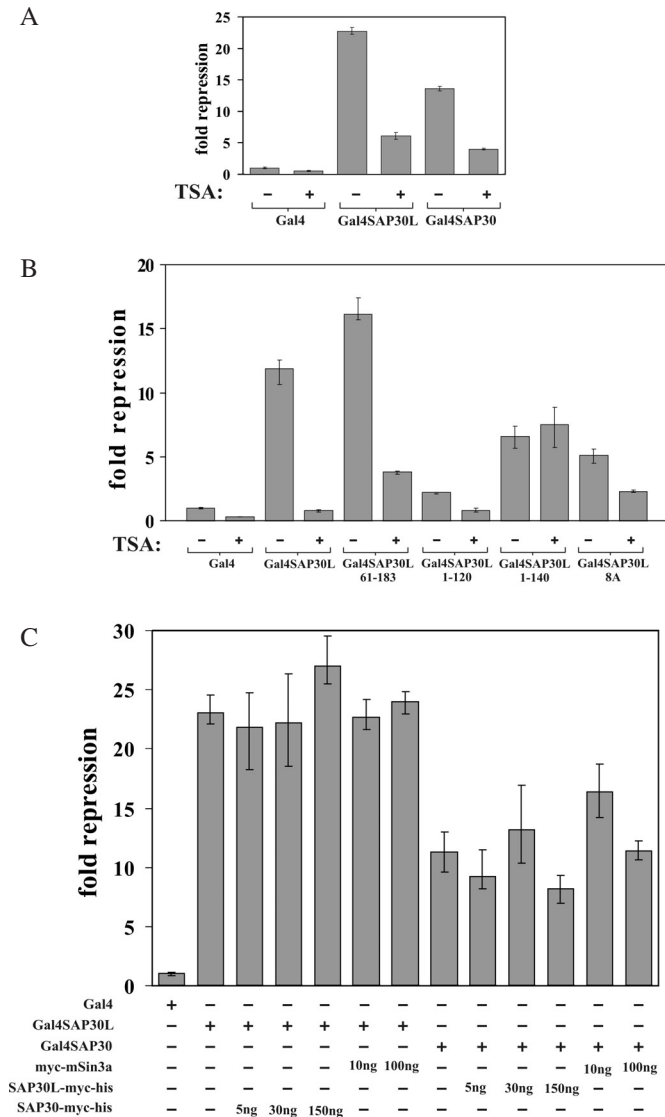 A
fold repression
25
20
15
10
5
0
TSA: − + − + − +
Gal4 Gal4SAP30L Gal4SAP30
B
fold repression
20
15
10
5
0
TSA: − + − + − + − + − + − +
Gal4 Gal4SAP30L Gal4SAP30L Gal4SAP30L Gal4SAP30L Gal4SAP30L
61-183 1-120 1-140 8A
C
fold repression
30
25
20
15
10
5
0
Gal4 + − − − − − − − − − − − −
Gal4SAP30L − + + + + + + − − − − − −
Gal4SAP30 − − − − − − − + + + + + +
myc-mSin3a − − − − − 10ng 100ng − − − − 10ng 100ng
SAP30L-myc-his − − − − − − − − 5ng 30ng 150ng − −
SAP30-myc-his − − 5ng 30ng 150ng − − − − − − − −